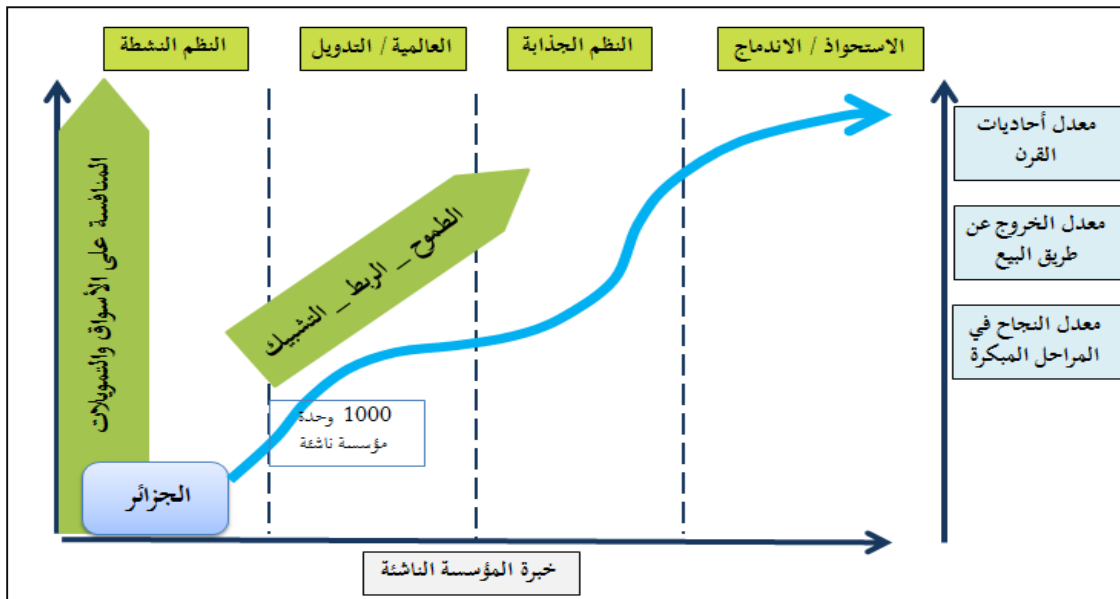 النظم النشطة
العالمية / التدويل
النظم الجذابة
الاستحواذ / الاندماج
المنافسة على الأسواق والتمويلات
الطموح _ الربط _ التشبيك
1000 وحدة
مؤسسة ناشئة
الجزائر
خبرة المؤسسة الناشئة
معدل أحاديات
القرن
معدل الخروج عن
طريق البيع
معدل النجاح في
المراحل المبكرة